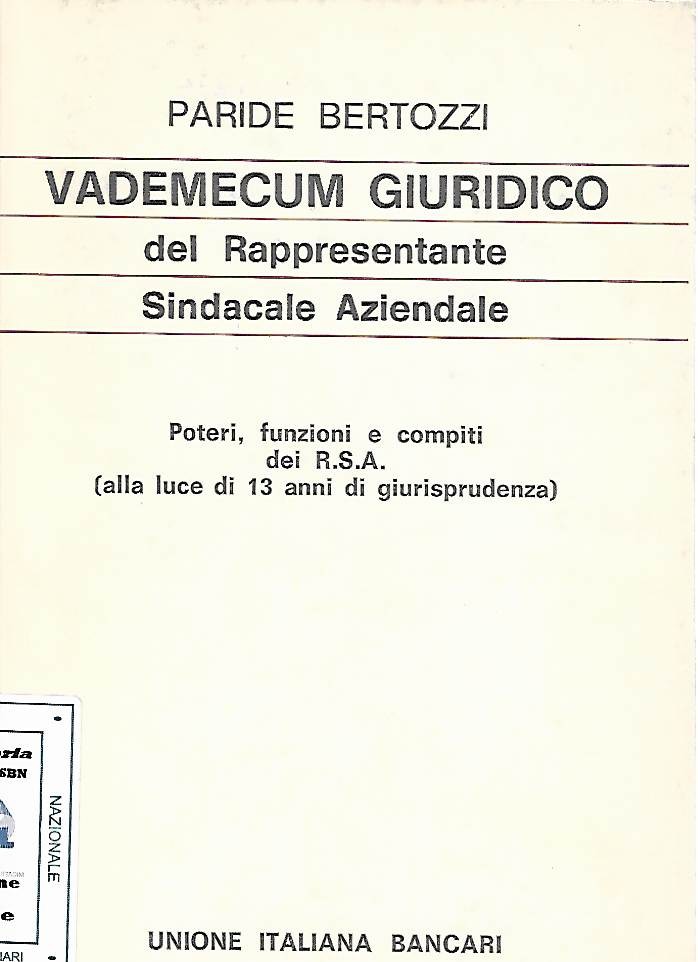 PARIDE BERTOZZI
VADEMECUM GIURIDICO
del Rappresentante
Sindacale Aziendale
Poteri, funzioni e compiti
dei R.S.A.
(alla luce di 13 anni di giurisprudenza)
NAZIONALE
UNIONE ITALIANA BANCARI